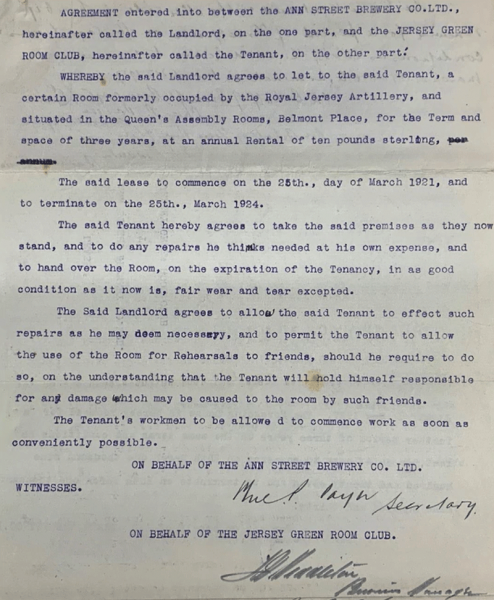 AGREEMENT entered into between the ANN STREET BREWERY CO.LTD.,
hereinafter called the Landlord, on the one part, and the JERSEY GREEN
ROOM CLUB, hereinafter called the Tenant, on the other part.
WHEREBY the said Landlord agrees to let to the said Tenant, a
certain Room formerly occupied by the Royal Jersey Artillery, and
situated in the Queen's Assembly Rooms, Belmont Place, for the Term and
space of three years, at an annual Rental of ten pounds sterling, per
annum.
The said lease to commence on the 25th., day of March 1921, and
to terminate on the 25th., March 1924.
The said Tenant hereby agrees to take the said premises as they now
stand, and to do any repairs he thinks needed at his own expense, and
to hand over the Room, on the expiration of the Tenancy, in as good
condition as it now is, fair wear and tear excepted.
The Said Landlord agrees to allow the said Tenant to effect such
repairs as he may deem necessary, and to permit the Tenant to allow
the use of the Room for Rehearsals to friends, should he require to do
so, on the understanding that the Tenant will hold himself responsible
for any damage which may be caused to the room by such friends.
The Tenant's workmen to be allowe d to commence work as soon as
conveniently possible.
ON BEHALF OF THE ANN STREET BREWERY CO. LTD.
WITNESSES.
Secretary.
ON BEHALF OF THE JERSEY GREEN ROOM CLUB.
Manager